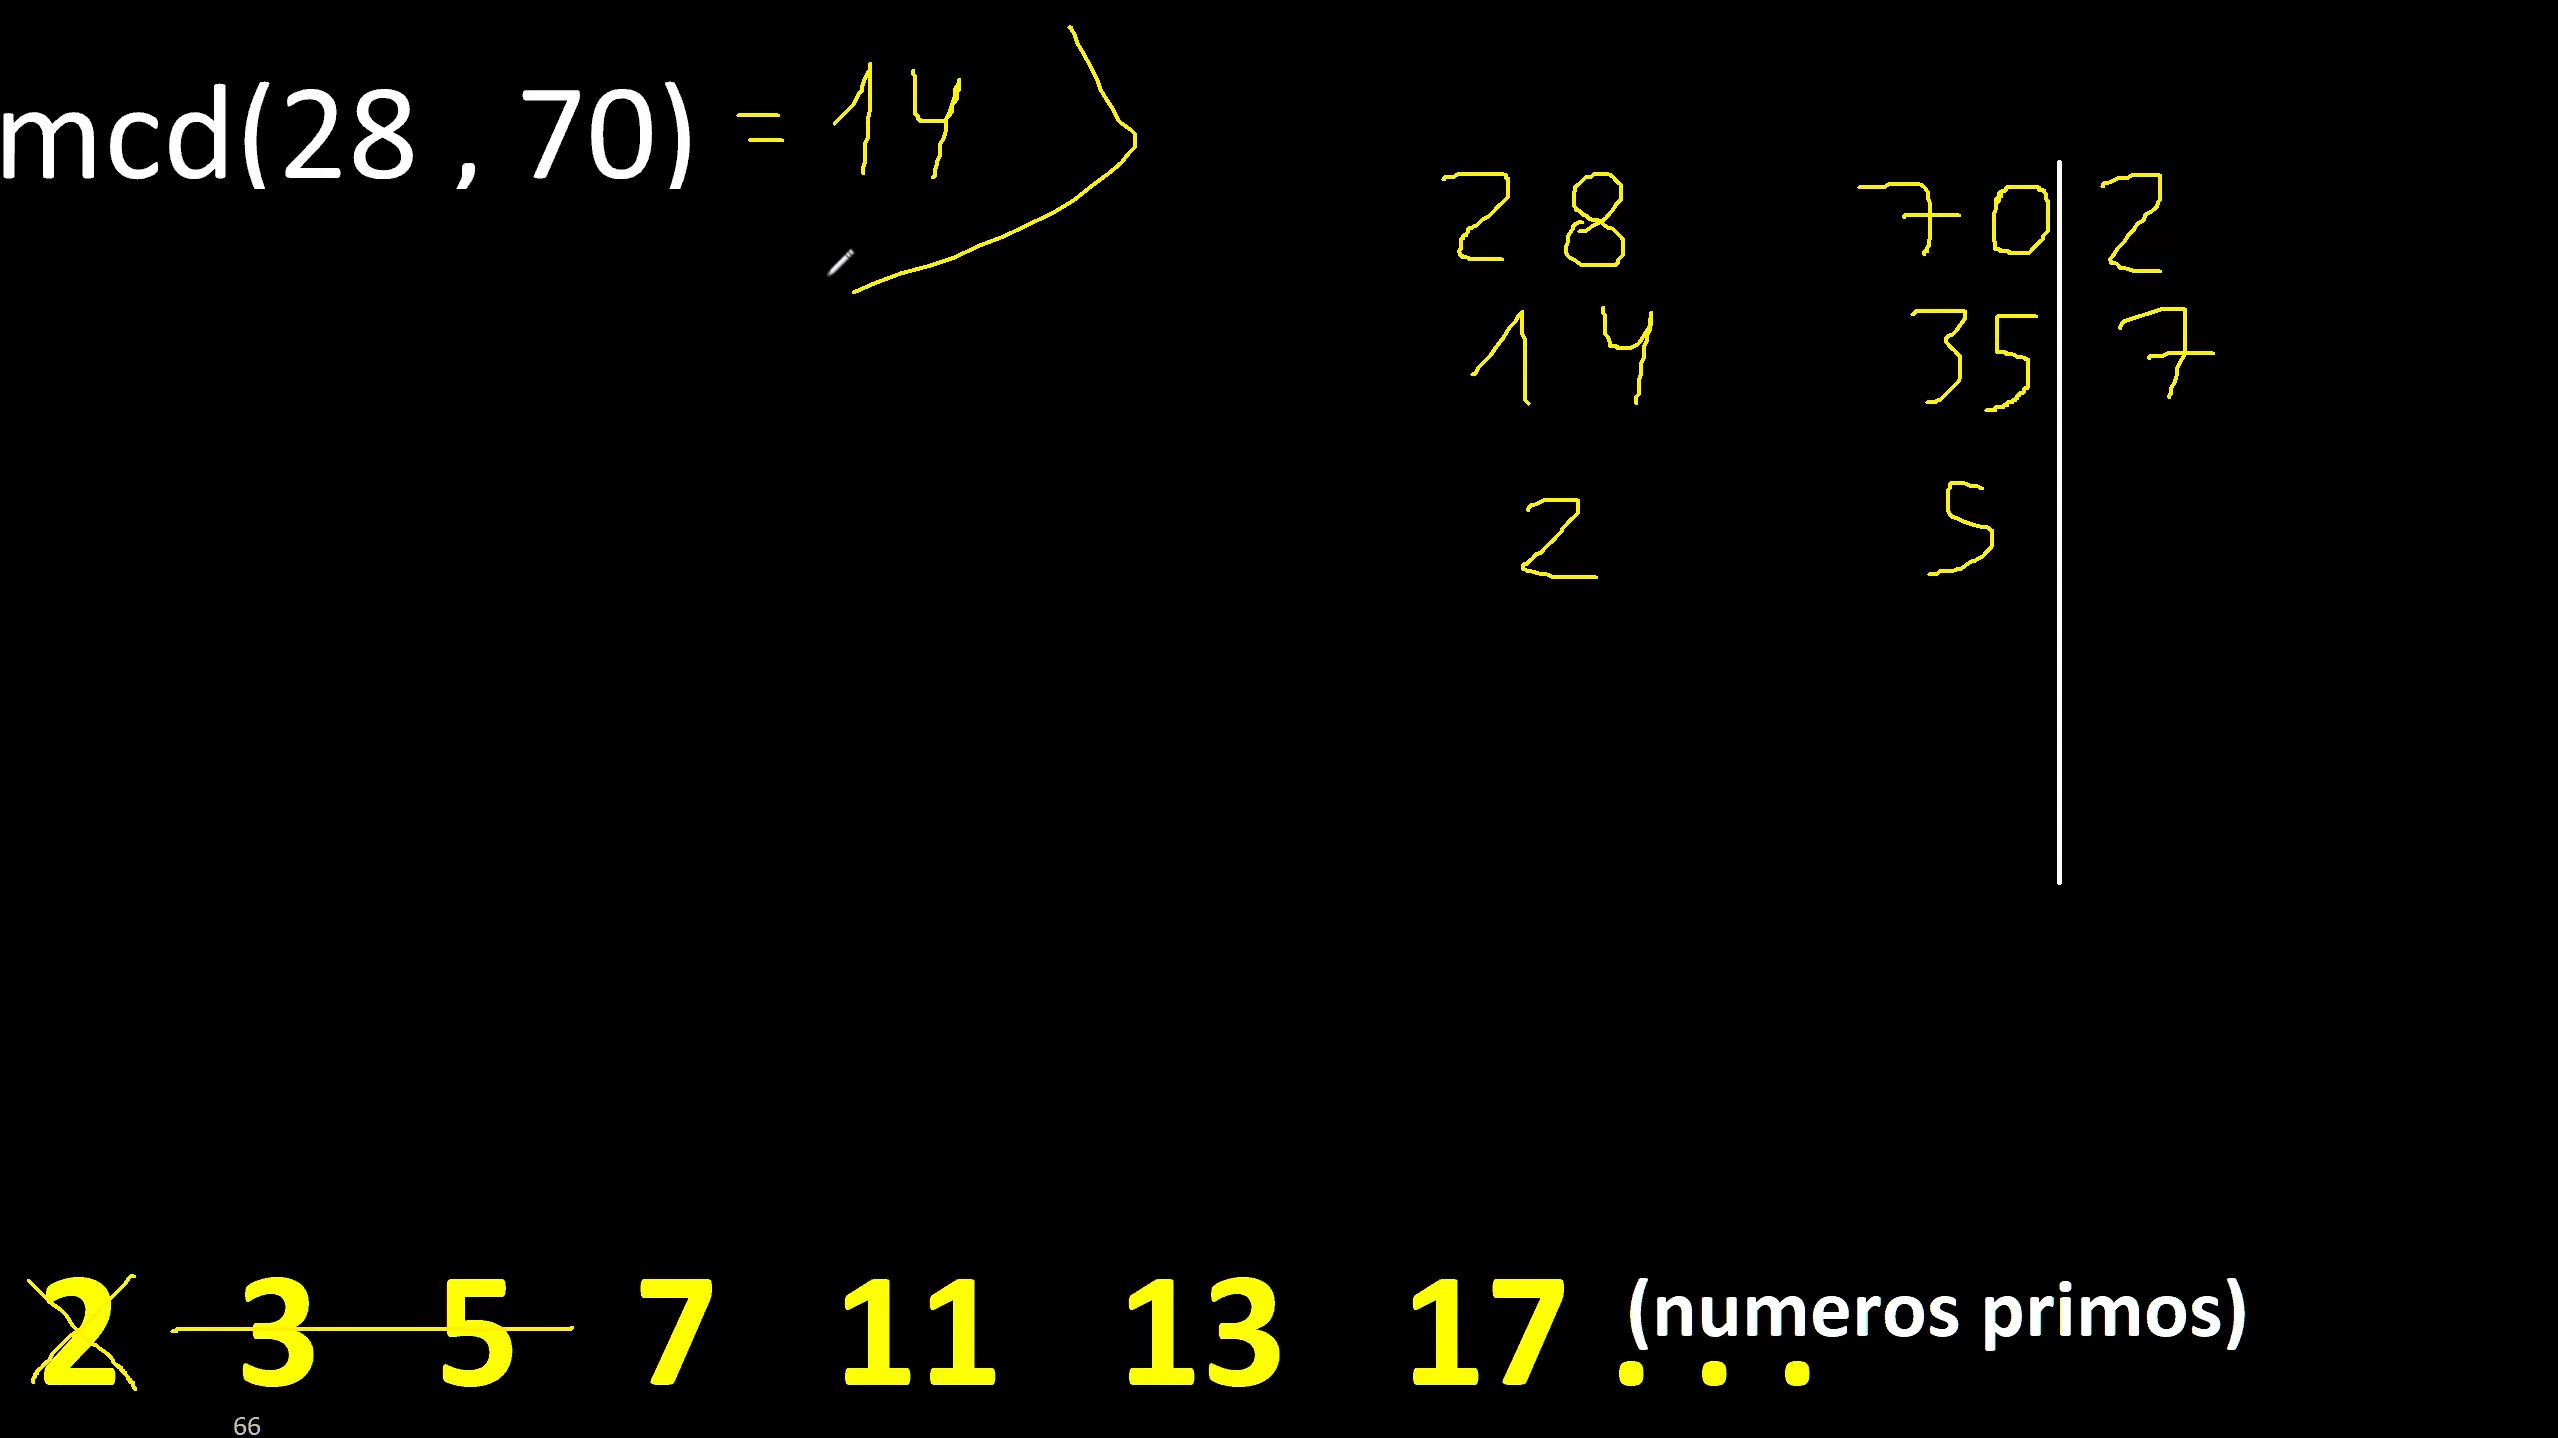 mcd(28 , 70) = 14
28 70 2
14 35 7
2 5
2 3 5 7 11 13 17 . . . (numeros primos)
66